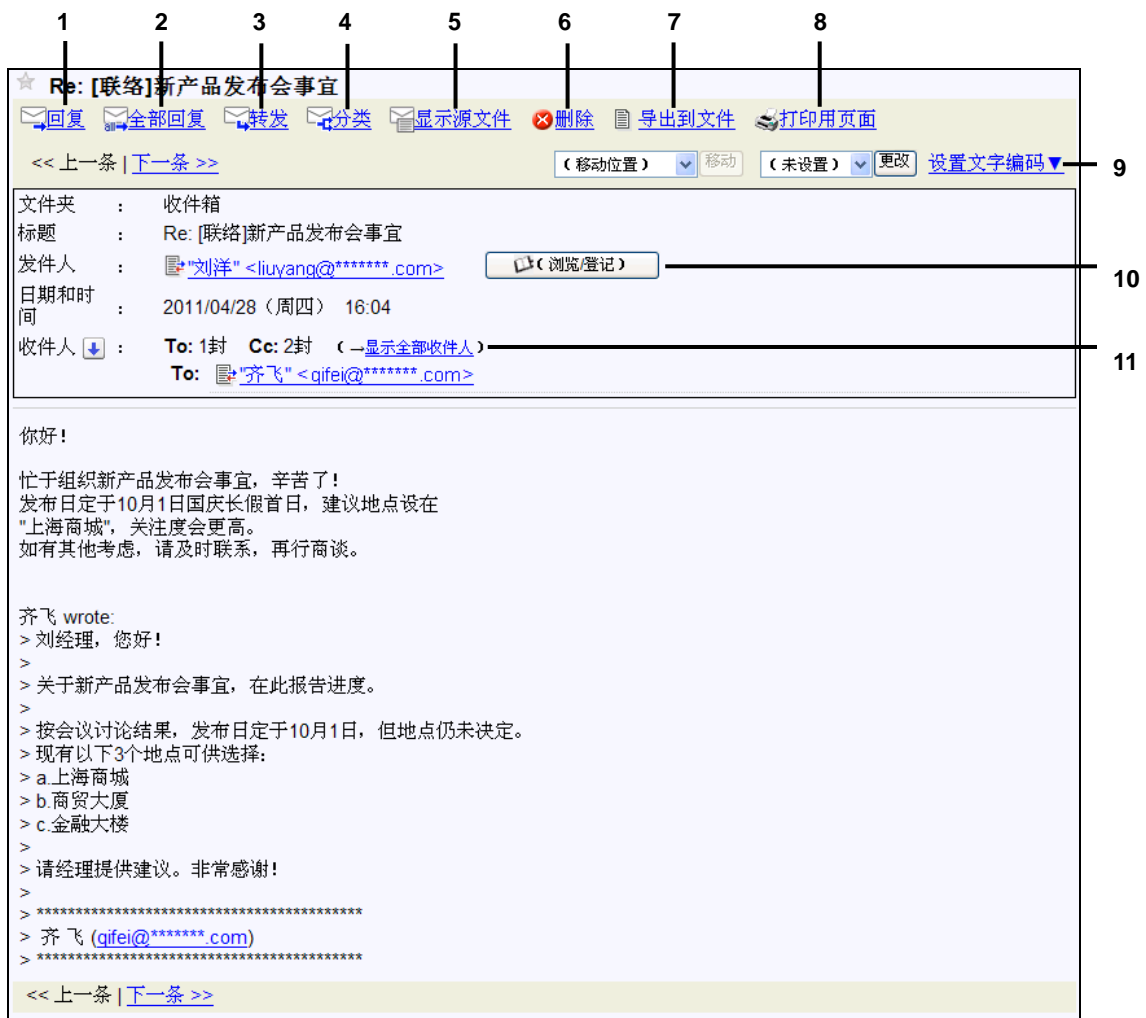 1 2 3 4 5 6 7 8
Re: [联络]新产品发布会事宜
回复 all 全部回复 转发 分类 显示源文件 删除 导出到文件 打印用页面
<< 上一条 | 下一条 >> (移动位置) 移动 (未设置) 更改 设置文字编码▼ 9
文件夹 : 收件箱
标题 : Re: [联络]新产品发布会事宜
发件人 : "刘洋" <liuyang@*******.com> (浏览/登记) 10
日期和时间 : 2011/04/28（周四） 16:04
收件人 : To: 1封 Cc: 2封 (→显示全部收件人) 11
To: "齐飞" <qifei@*******.com>
你好！
忙于组织新产品发布会事宜，辛苦了！
发布日定于10月1日国庆长假首日，建议地点设在
"上海商城"，关注度会更高。
如有其他考虑，请及时联系，再行商谈。
齐飞 wrote:
> 刘经理，您好！
>
> 关于新产品发布会事宜，在此报告进度。
>
> 按会议讨论结果，发布日定于10月1日，但地点仍未决定。
> 现有以下3个地点可供选择：
> a.上海商城
> b.商贸大厦
> c.金融大楼
>
> 请经理提供建议。非常感谢！
>
> ******************************************
> 齐 飞 (qifei@*******.com)
> ******************************************
<< 上一条 | 下一条 >>